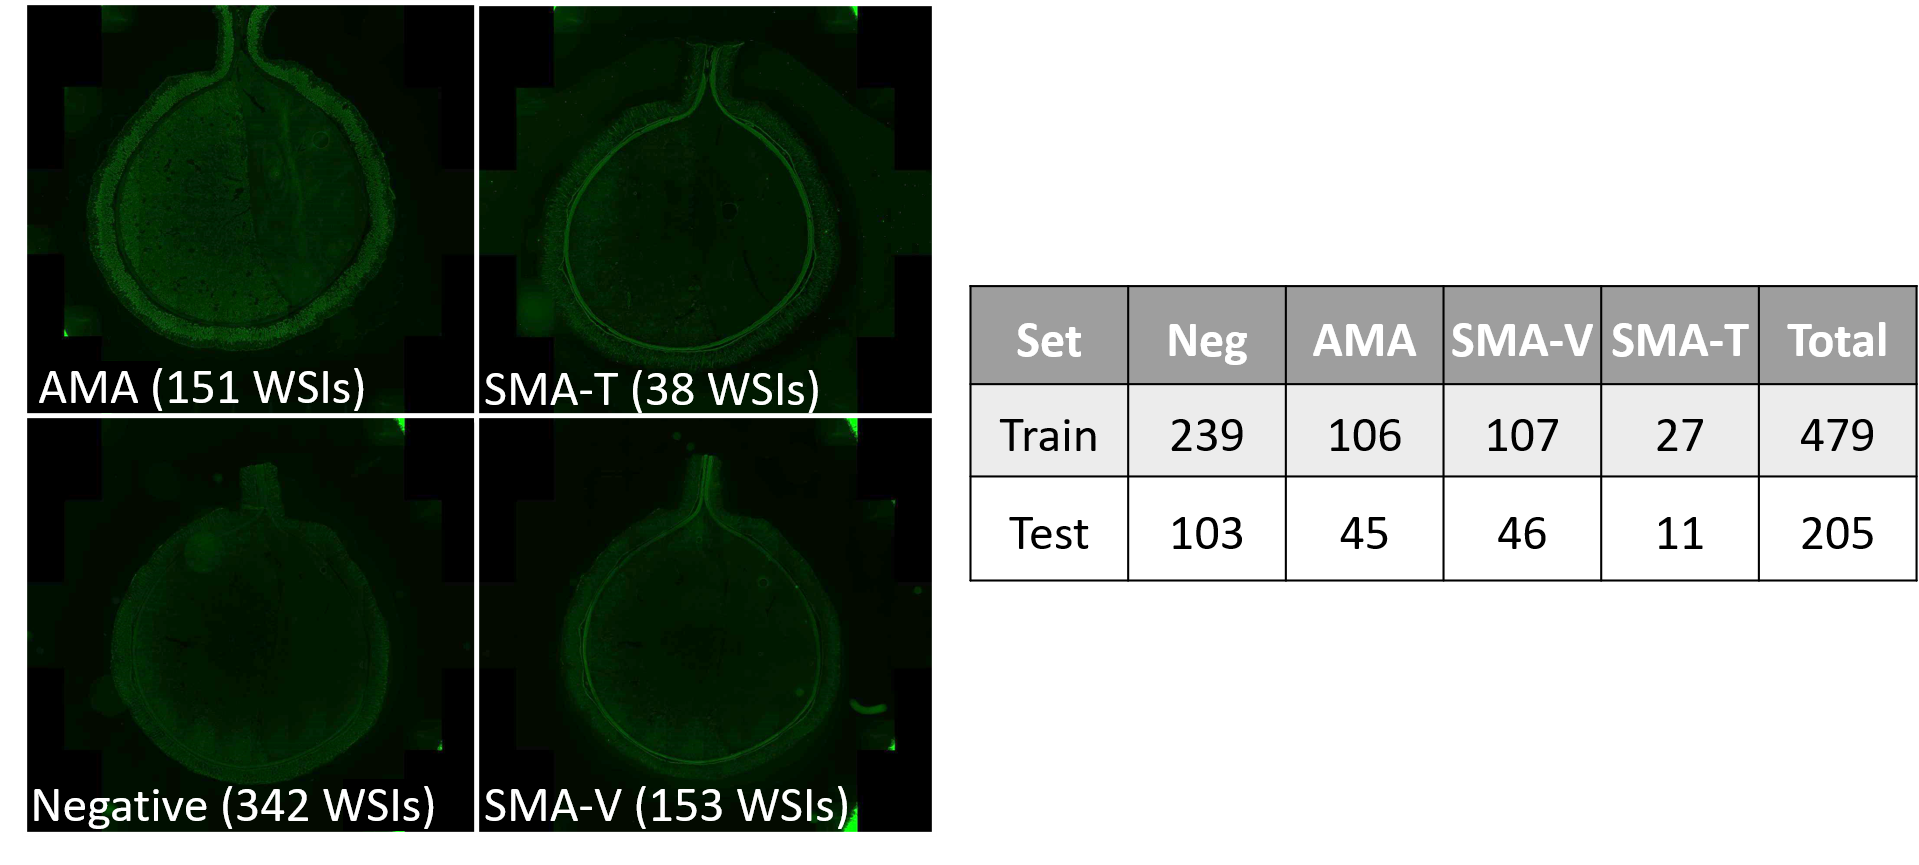 AMA (151 WSIs)
SMA-T (38 WSIs)
Negative (342 WSIs)
SMA-V (153 WSIs)
Set Neg AMA SMA-V SMA-T Total
Train 239 106 107 27 479
Test 103 45 46 11 205